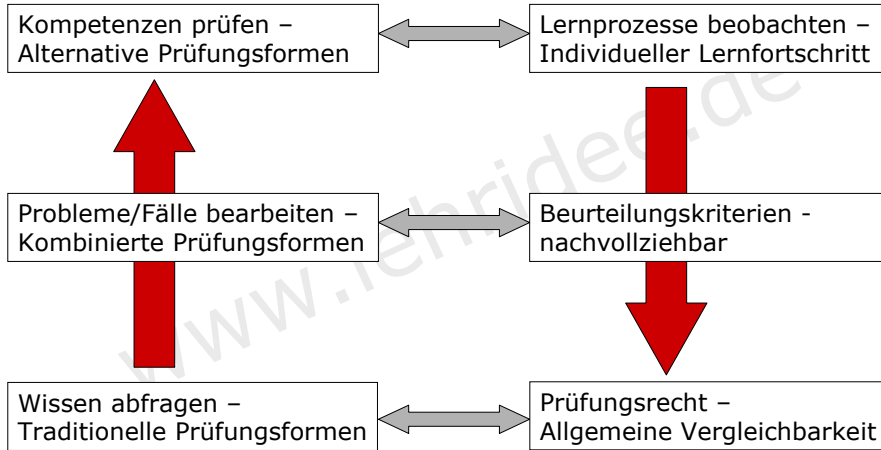 Kompetenzen prüfen –
Alternative Prüfungsformen
Lernprozesse beobachten –
Individueller Lernfortschritt
Probleme/Fälle bearbeiten –
Kombinierte Prüfungsformen
Beurteilungskriterien -
nachvollziehbar
Wissen abfragen –
Traditionelle Prüfungsformen
Prüfungsrecht –
Allgemeine Vergleichbarkeit
www.lehridee.de